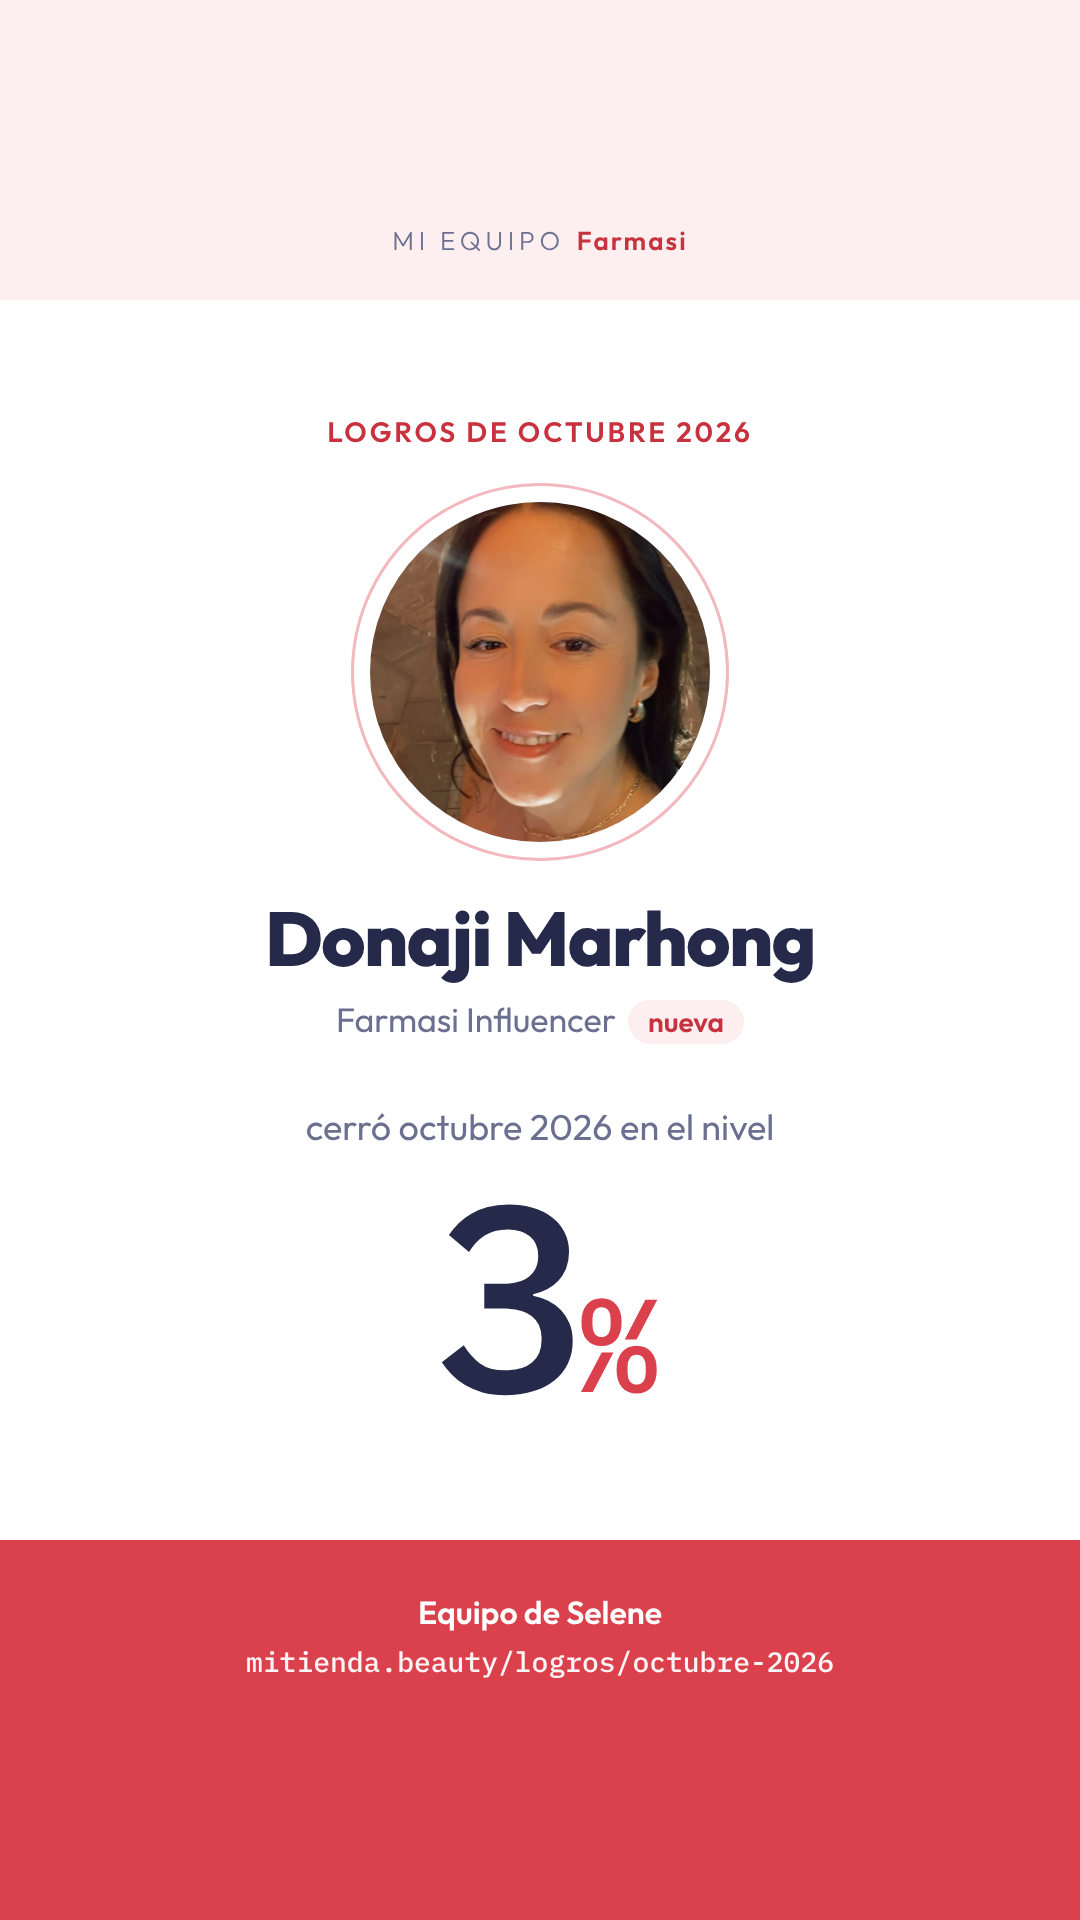 MI EQUIPO Farmasi
LOGROS DE OCTUBRE 2026
Donaji Marhong
Farmasi Influencer nueva
cerró octubre 2026 en el nivel
3%
Equipo de Selene
mitienda.beauty/logros/octubre-2026